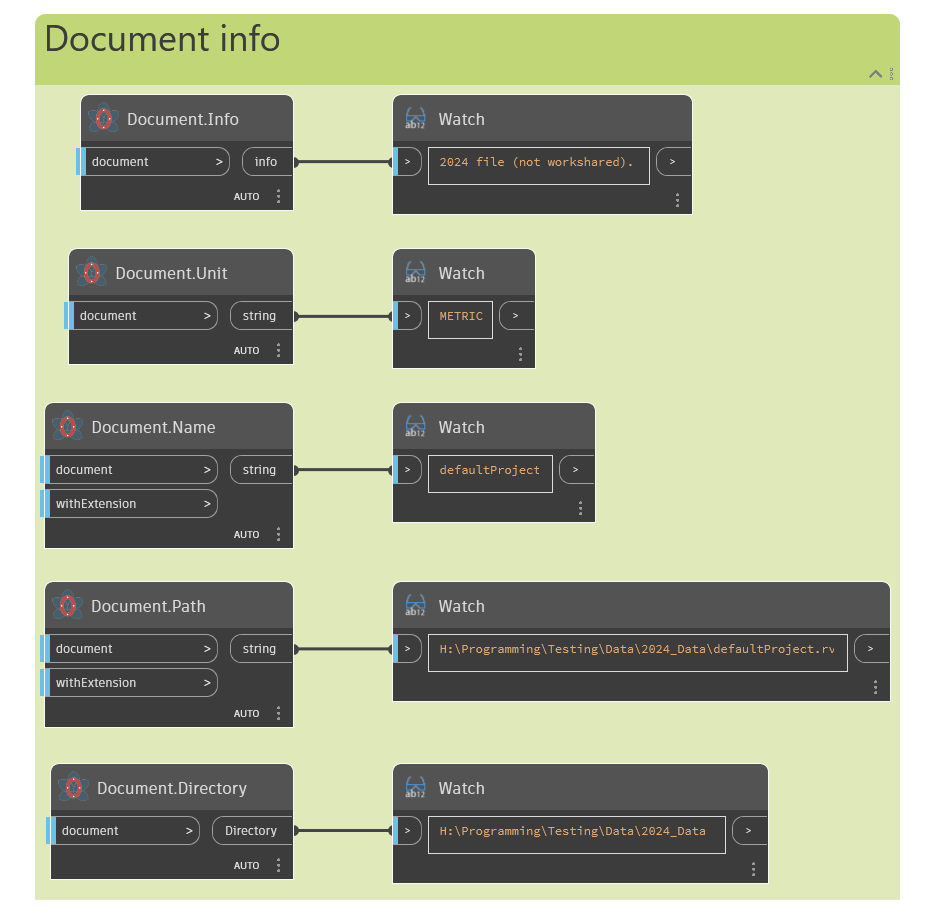 Document info
Document.Info
Watch
document >
info
>
2024 file (not workshared).
>
AUTO
Document.Unit
Watch
document >
string
>
METRIC
>
AUTO
Document.Name
Watch
document >
string
>
defaultProject
>
withExtension >
AUTO
Document.Path
Watch
document >
string
>
H:\Programming\Testing\Data\2024_Data\defaultProject.rv
>
withExtension >
AUTO
Document.Directory
Watch
document >
Directory
>
H:\Programming\Testing\Data\2024_Data
>
AUTO